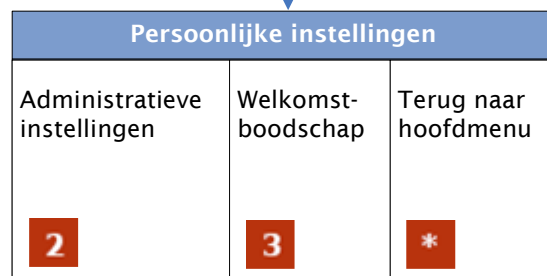 Persoonlijke instellingen
Administratieve
instellingen
2
Welkomst-
boodschap
3
Terug naar
hoofdmenu
*